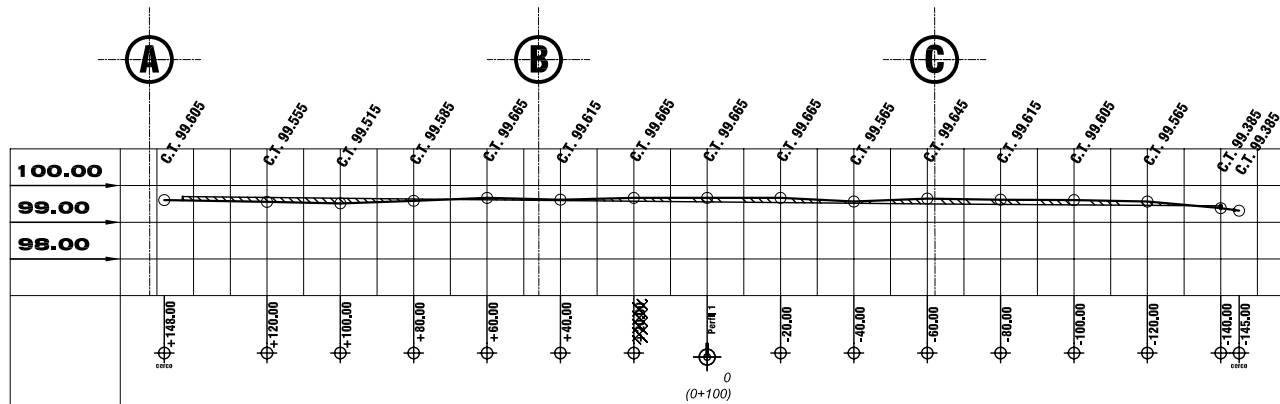 A
B
C
C.T. 99.605
C.T. 99.555
C.T. 99.515
C.T. 99.585
C.T. 99.665
C.T. 99.615
C.T. 99.665
C.T. 99.665
C.T. 99.665
C.T. 99.565
C.T. 99.645
C.T. 99.615
C.T. 99.605
C.T. 99.565
C.T. 99.385
C.T. 99.385
100.00
99.00
98.00
+148.00
+120.00
+100.00
+80.00
+60.00
+40.00
Perfil 1
-20.00
-40.00
-60.00
-80.00
-100.00
-120.00
-140.00
-145.00
cerco
cerco
0
(0+100)